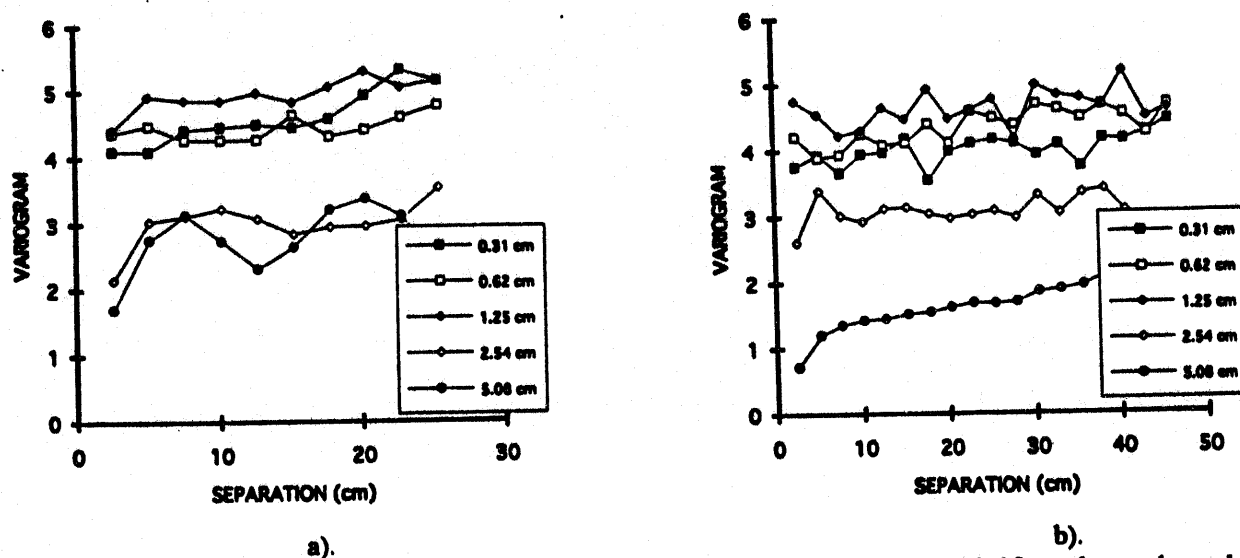 6
5
4
3
2
1
0
VARIOGRAM
0.31 cm
0.62 cm
1.25 cm
2.54 cm
5.08 cm
0 10 20 30
SEPARATION (cm)
a).
6
5
4
3
2
1
0
VARIOGRAM
0.31 cm
0.62 cm
1.25 cm
2.54 cm
5.08 cm
0 10 20 30 40 50
SEPARATION (cm)
b).